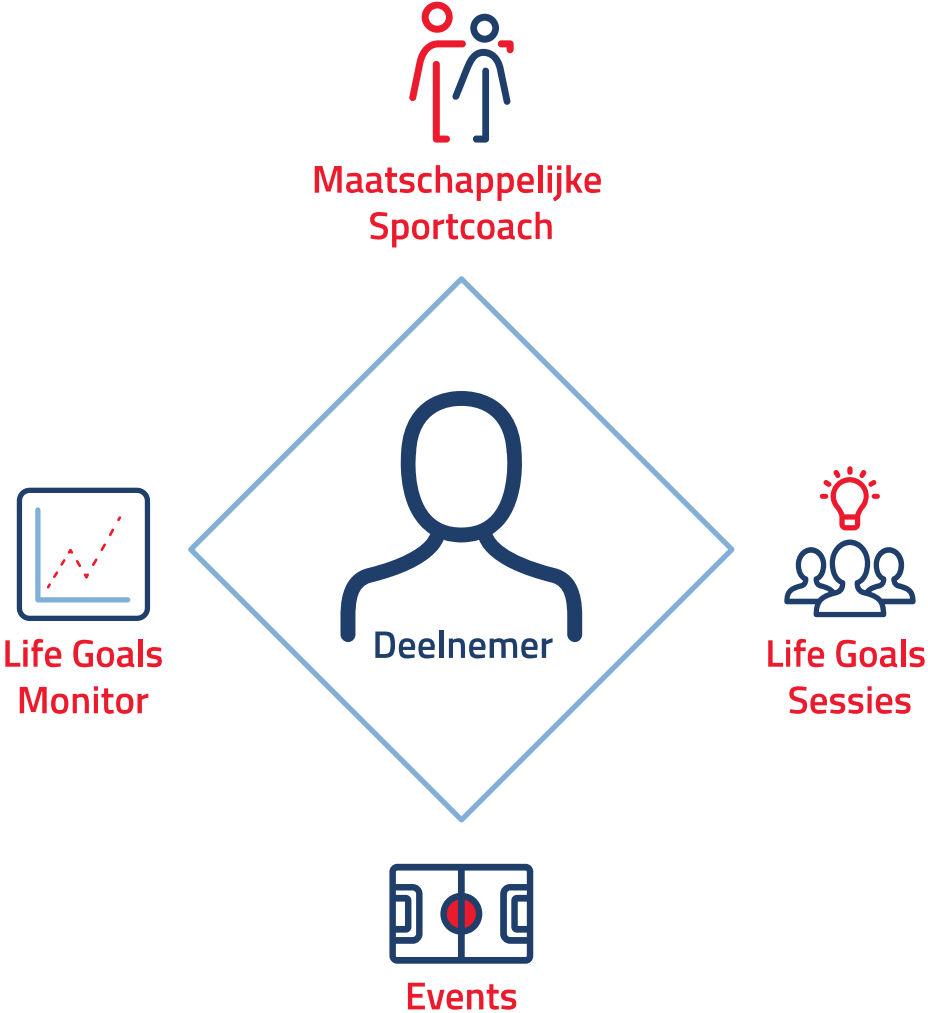 Maatschappelijke
Sportcoach
Deelnemer
Life Goals
Monitor
Life Goals
Sessies
Events